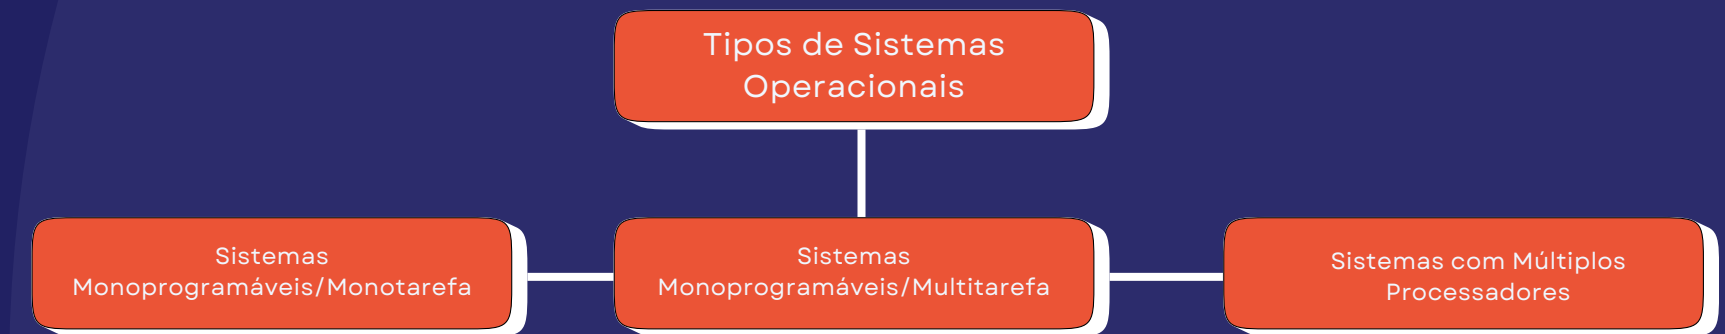 Tipos de Sistemas
Operacionais
Sistemas
Monoprogramáveis/Monotarefa
Sistemas
Monoprogramáveis/Multitarefa
Sistemas com Múltiplos
Processadores